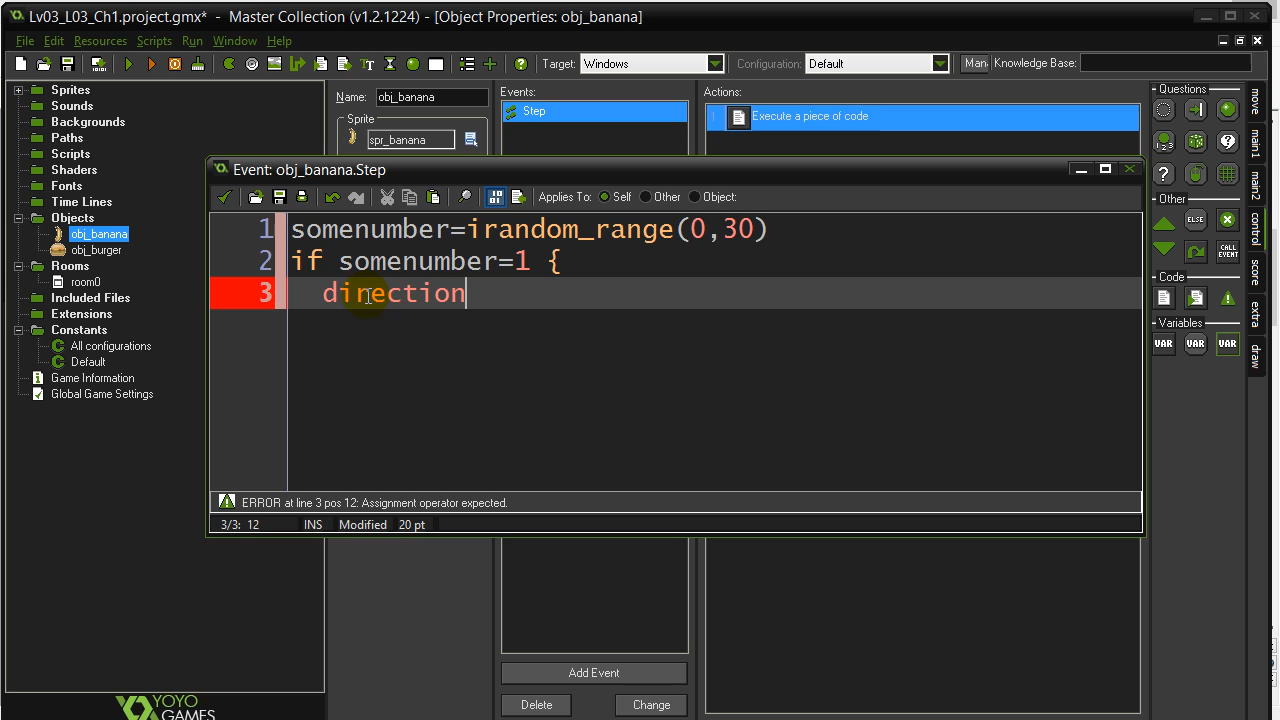 Lv03_L03_Ch1.project.gmx* - Master Collection (v1.2.1224) - [Object Properties: obj_banana]
File Edit Resources Scripts Run Window Help
Target: Windows Configuration: Default Man Knowledge Base:
Sprites
Sounds
Backgrounds
Paths
Scripts
Shaders
Fonts
Time Lines
Objects
obj_banana
obj_burger
Rooms
room0
Included Files
Extensions
Constants
All configurations
Default
Game Information
Global Game Settings
YOYO
GAMES
Name: obj_banana
Sprite
spr_banana
Events:
Step
Actions:
Execute a piece of code
Event: obj_banana.Step
Applies To: Self Other Object:
1 somenumber=irandom_range(0,30)
2 if somenumber=1 {
3 direction
ERROR at line 3 pos 12: Assignment operator expected.
3/3: 12 INS Modified 20 pt
Add Event
Delete Change
Questions
Other
ELSE
CALL EVENT
Code
Variables
VAR VAR VAR
move
main1
main2
control
score
extra
draw